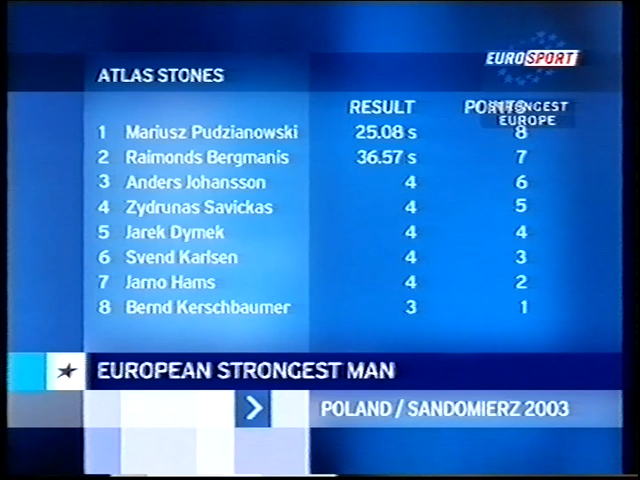 EUROSPORT
ATLAS STONES
RESULT POINTS
STRONGEST
EUROPE
1 Mariusz Pudzianowski 25.08 s 8
2 Raimonds Bergmanis 36.57 s 7
3 Anders Johansson 4 6
4 Zydrunas Savickas 4 5
5 Jarek Dymek 4 4
6 Svend Karlsen 4 3
7 Jarno Hams 4 2
8 Bernd Kerschbaumer 3 1
EUROPEAN STRONGEST MAN
POLAND / SANDOMIERZ 2003